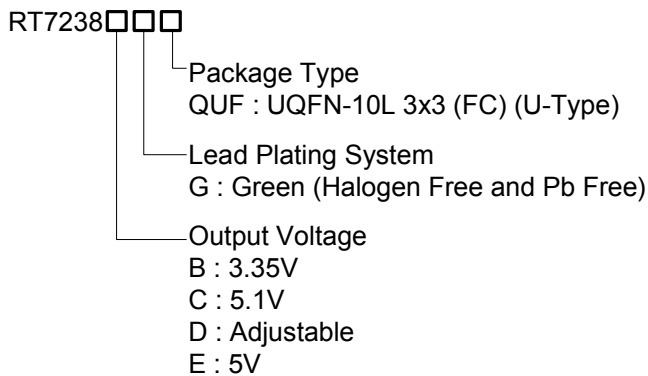 RT7238□□□
Package Type
QUF : UQFN-10L 3x3 (FC) (U-Type)
Lead Plating System
G : Green (Halogen Free and Pb Free)
Output Voltage
B : 3.35V
C : 5.1V
D : Adjustable
E : 5V